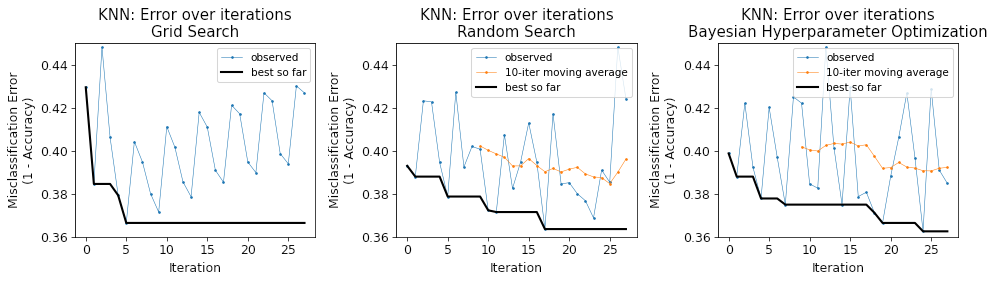 KNN: Error over iterations
Grid Search
Misclassification Error
(1 - Accuracy)
0.44
0.42
0.40
0.38
0.36
observed
best so far
0 5 10 15 20 25
Iteration
KNN: Error over iterations
Random Search
Misclassification Error
(1 - Accuracy)
0.44
0.42
0.40
0.38
0.36
observed
10-iter moving average
best so far
0 5 10 15 20 25
Iteration
KNN: Error over iterations
Bayesian Hyperparameter Optimization
Misclassification Error
(1 - Accuracy)
0.44
0.42
0.40
0.38
0.36
observed
10-iter moving average
best so far
0 5 10 15 20 25
Iteration